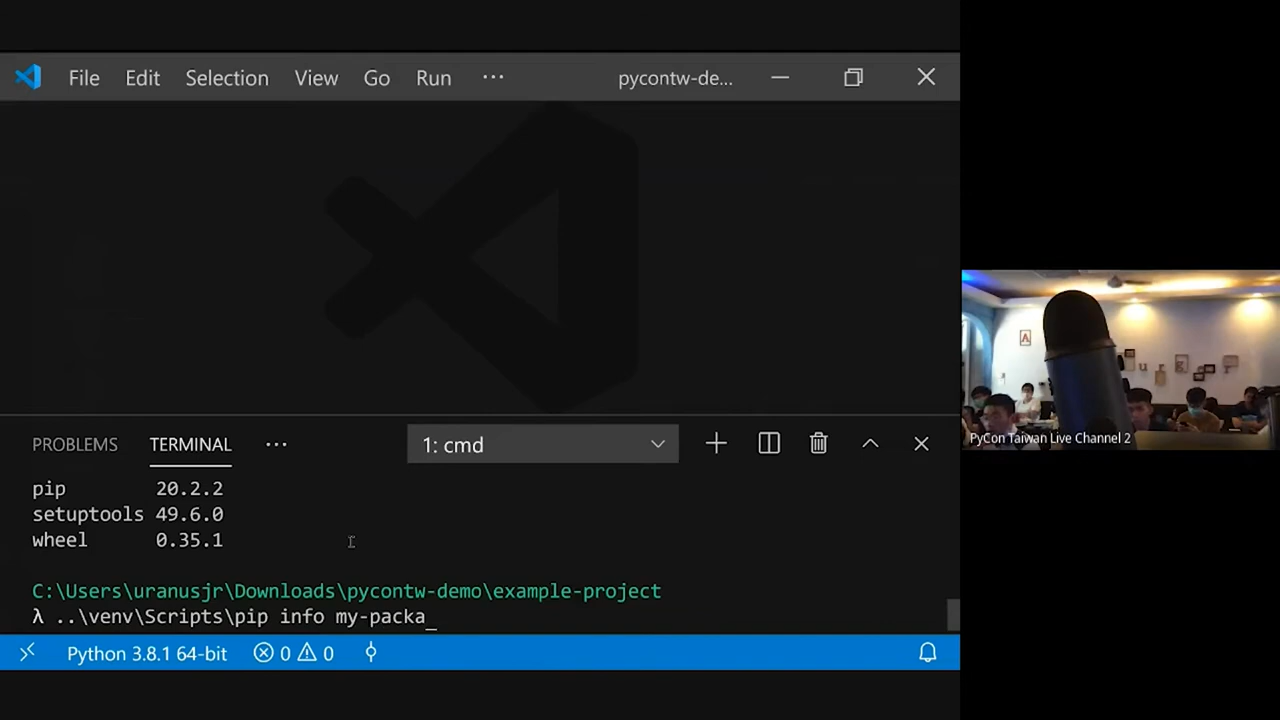 File Edit Selection View Go Run ··· pycontw-de...
PROBLEMS TERMINAL ··· 1: cmd
pip 20.2.2
setuptools 49.6.0
wheel 0.35.1
C:\Users\uranusjr\Downloads\pycontw-demo\example-project
λ ..\venv\Scripts\pip info my-packa_
Python 3.8.1 64-bit 0 0
A
PyCon Taiwan Live Channel 2